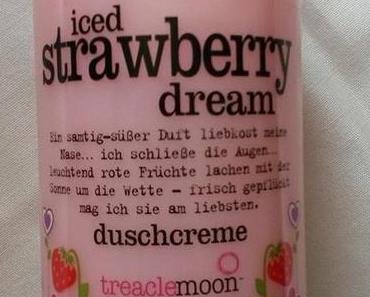 iced
strawberry
dream
Ein samtig-süßer Duft liebkost meine
Nase... ich schließe die Augen...
leuchtend rote Früchte lachen mit der
Sonne um die Wette – frisch gepflückt
mag ich sie am liebsten.
duschcreme
treaclemoon™